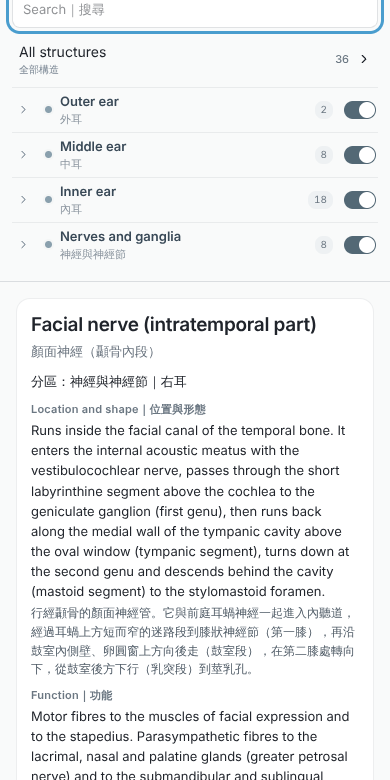 Search｜搜尋
All structures
36
全部構造
Outer ear
2
外耳
Middle ear
8
中耳
Inner ear
18
內耳
Nerves and ganglia
8
神經與神經節
Facial nerve (intratemporal part)
顏面神經（顳骨內段）
分區：神經與神經節｜右耳
Location and shape｜位置與形態
Runs inside the facial canal of the temporal bone. It
enters the internal acoustic meatus with the
vestibulocochlear nerve, passes through the short
labyrinthine segment above the cochlea to the
geniculate ganglion (first genu), then runs back
along the medial wall of the tympanic cavity above
the oval window (tympanic segment), turns down at
the second genu and descends behind the cavity
(mastoid segment) to the stylomastoid foramen.
行經顳骨的顏面神經管。它與前庭耳蝸神經一起進入內聽道，
經過耳蝸上方短而窄的迷路段到膝狀神經節（第一膝），再沿
鼓室內側壁、卵圓窗上方向後走（鼓室段），在第二膝處轉向
下，從鼓室後方下行（乳突段）到莖乳孔。
Function｜功能
Motor fibres to the muscles of facial expression and
to the stapedius. Parasympathetic fibres to the
lacrimal, nasal and palatine glands (greater petrosal
nerve) and to the submandibular and sublingual